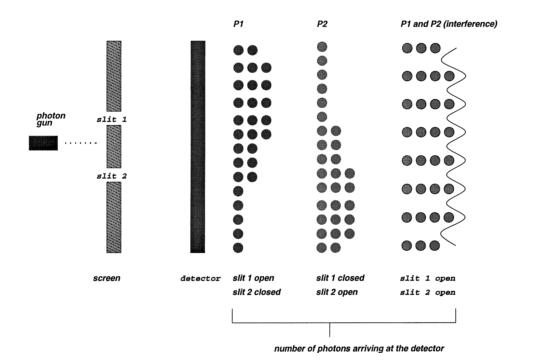 P1 P2 P1 and P2 (interference)
photon
gun
slit 1
slit 2
screen detector slit 1 open slit 1 closed slit 1 open
slit 2 closed slit 2 open slit 2 open
number of photons arriving at the detector